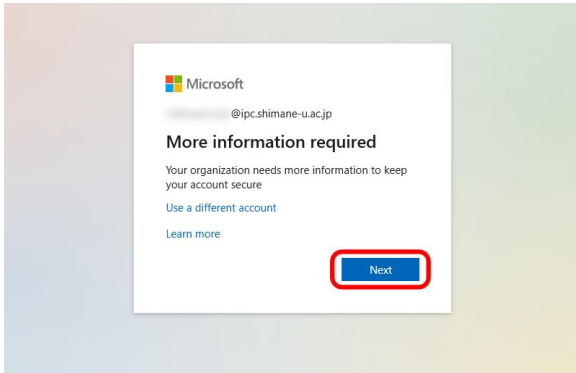 Microsoft
@ipc.shimane-u.ac.jp
More information required
Your organization needs more information to keep
your account secure
Use a different account
Learn more
Next